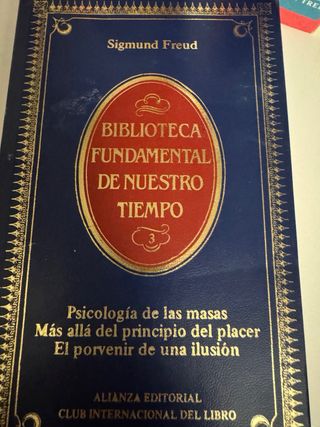 Sigmund Freud
BIBLIOTECA
FUNDAMENTAL
DE NUESTRO
TIEMPO
3
Psicología de las masas
Más allá del principio del placer
El porvenir de una ilusión
ALIANZA EDITORIAL
CLUB INTERNACIONAL DEL LIBRO